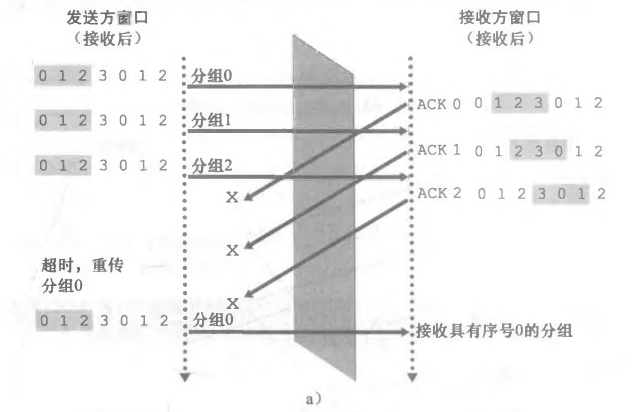 发送方窗口
（接收后）
接收方窗口
（接收后）
0 1 2 3 0 1 2
分组0
ACK 0 0 1 2 3 0 1 2
0 1 2 3 0 1 2
分组1
ACK 1 0 1 2 3 0 1 2
0 1 2 3 0 1 2
分组2
ACK 2 0 1 2 3 0 1 2
X
X
X
超时，重传
分组0
0 1 2 3 0 1 2
分组0
接收具有序号0的分组
a）